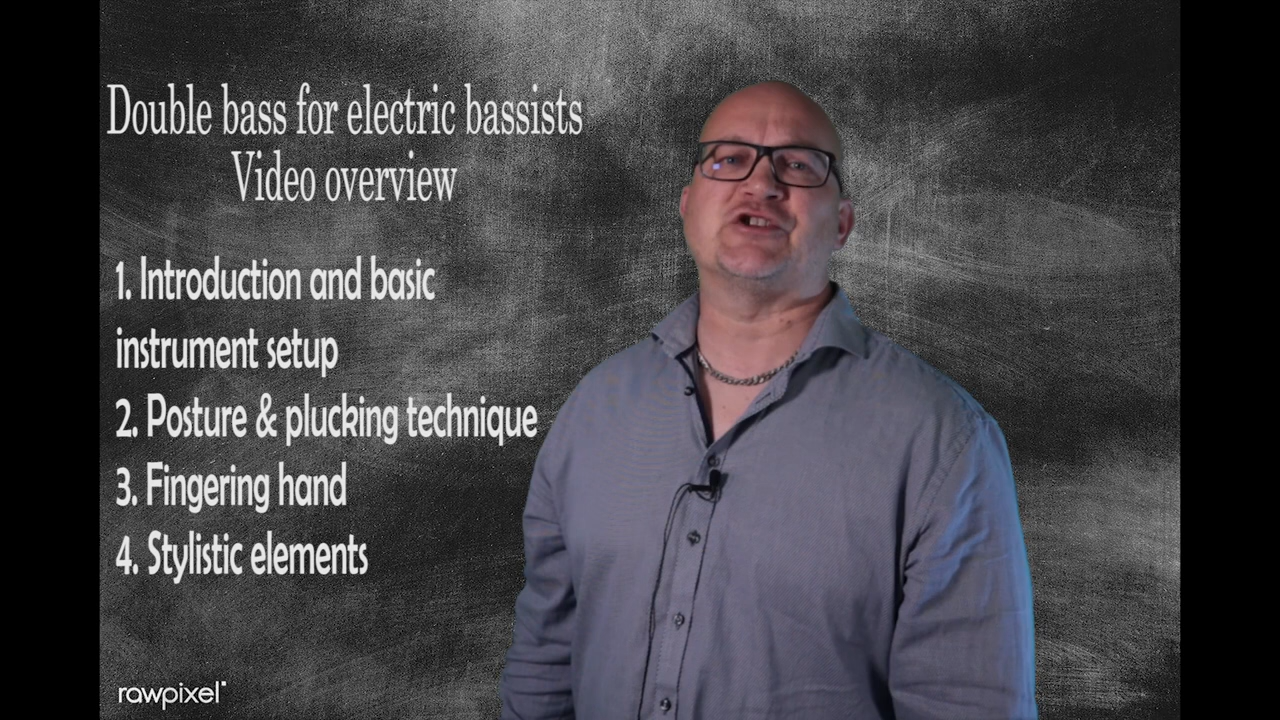 Double bass for electric bassists
Video overview
1. Introduction and basic
instrument setup
2. Posture & plucking technique
3. Fingering hand
4. Stylistic elements
rawpixel